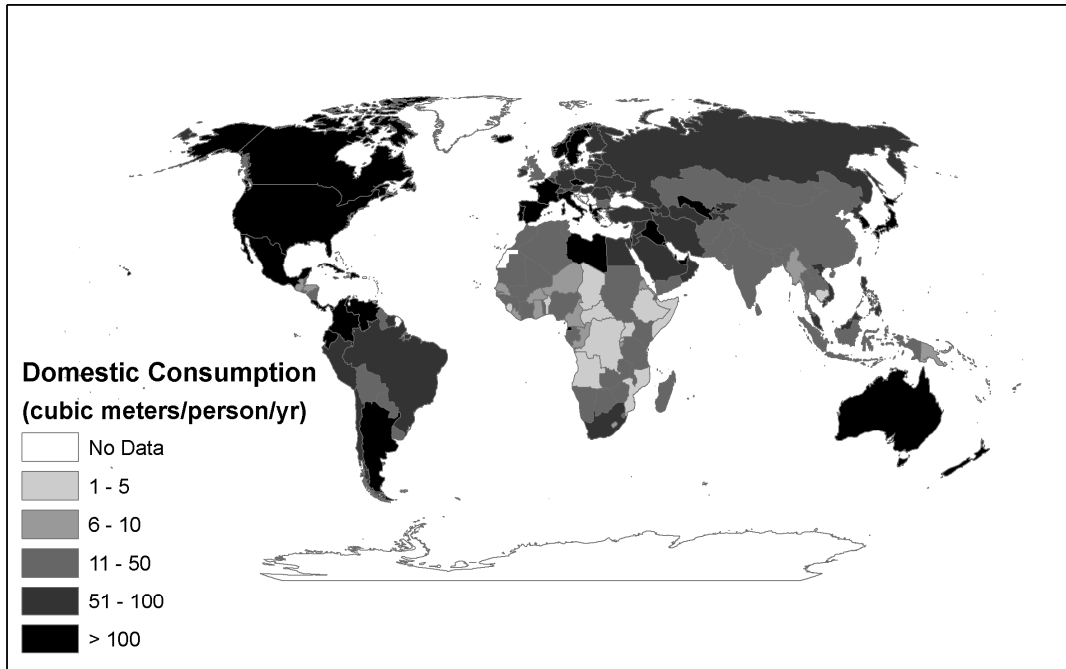 Domestic Consumption
(cubic meters/person/yr)
No Data
1 - 5
6 - 10
11 - 50
51 - 100
> 100